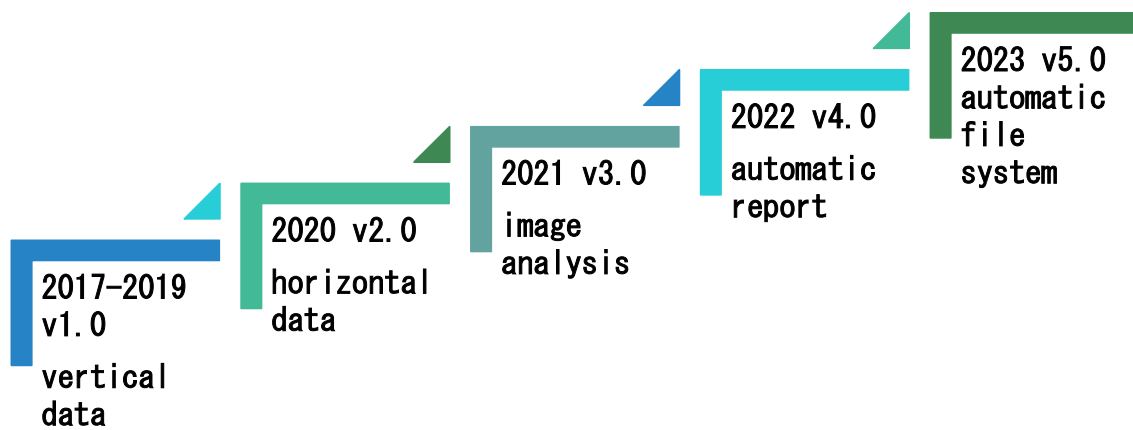 2017-2019
v1.0
vertical
data
2020 v2.0
horizontal
data
2021 v3.0
image
analysis
2022 v4.0
automatic
report
2023 v5.0
automatic
file
system